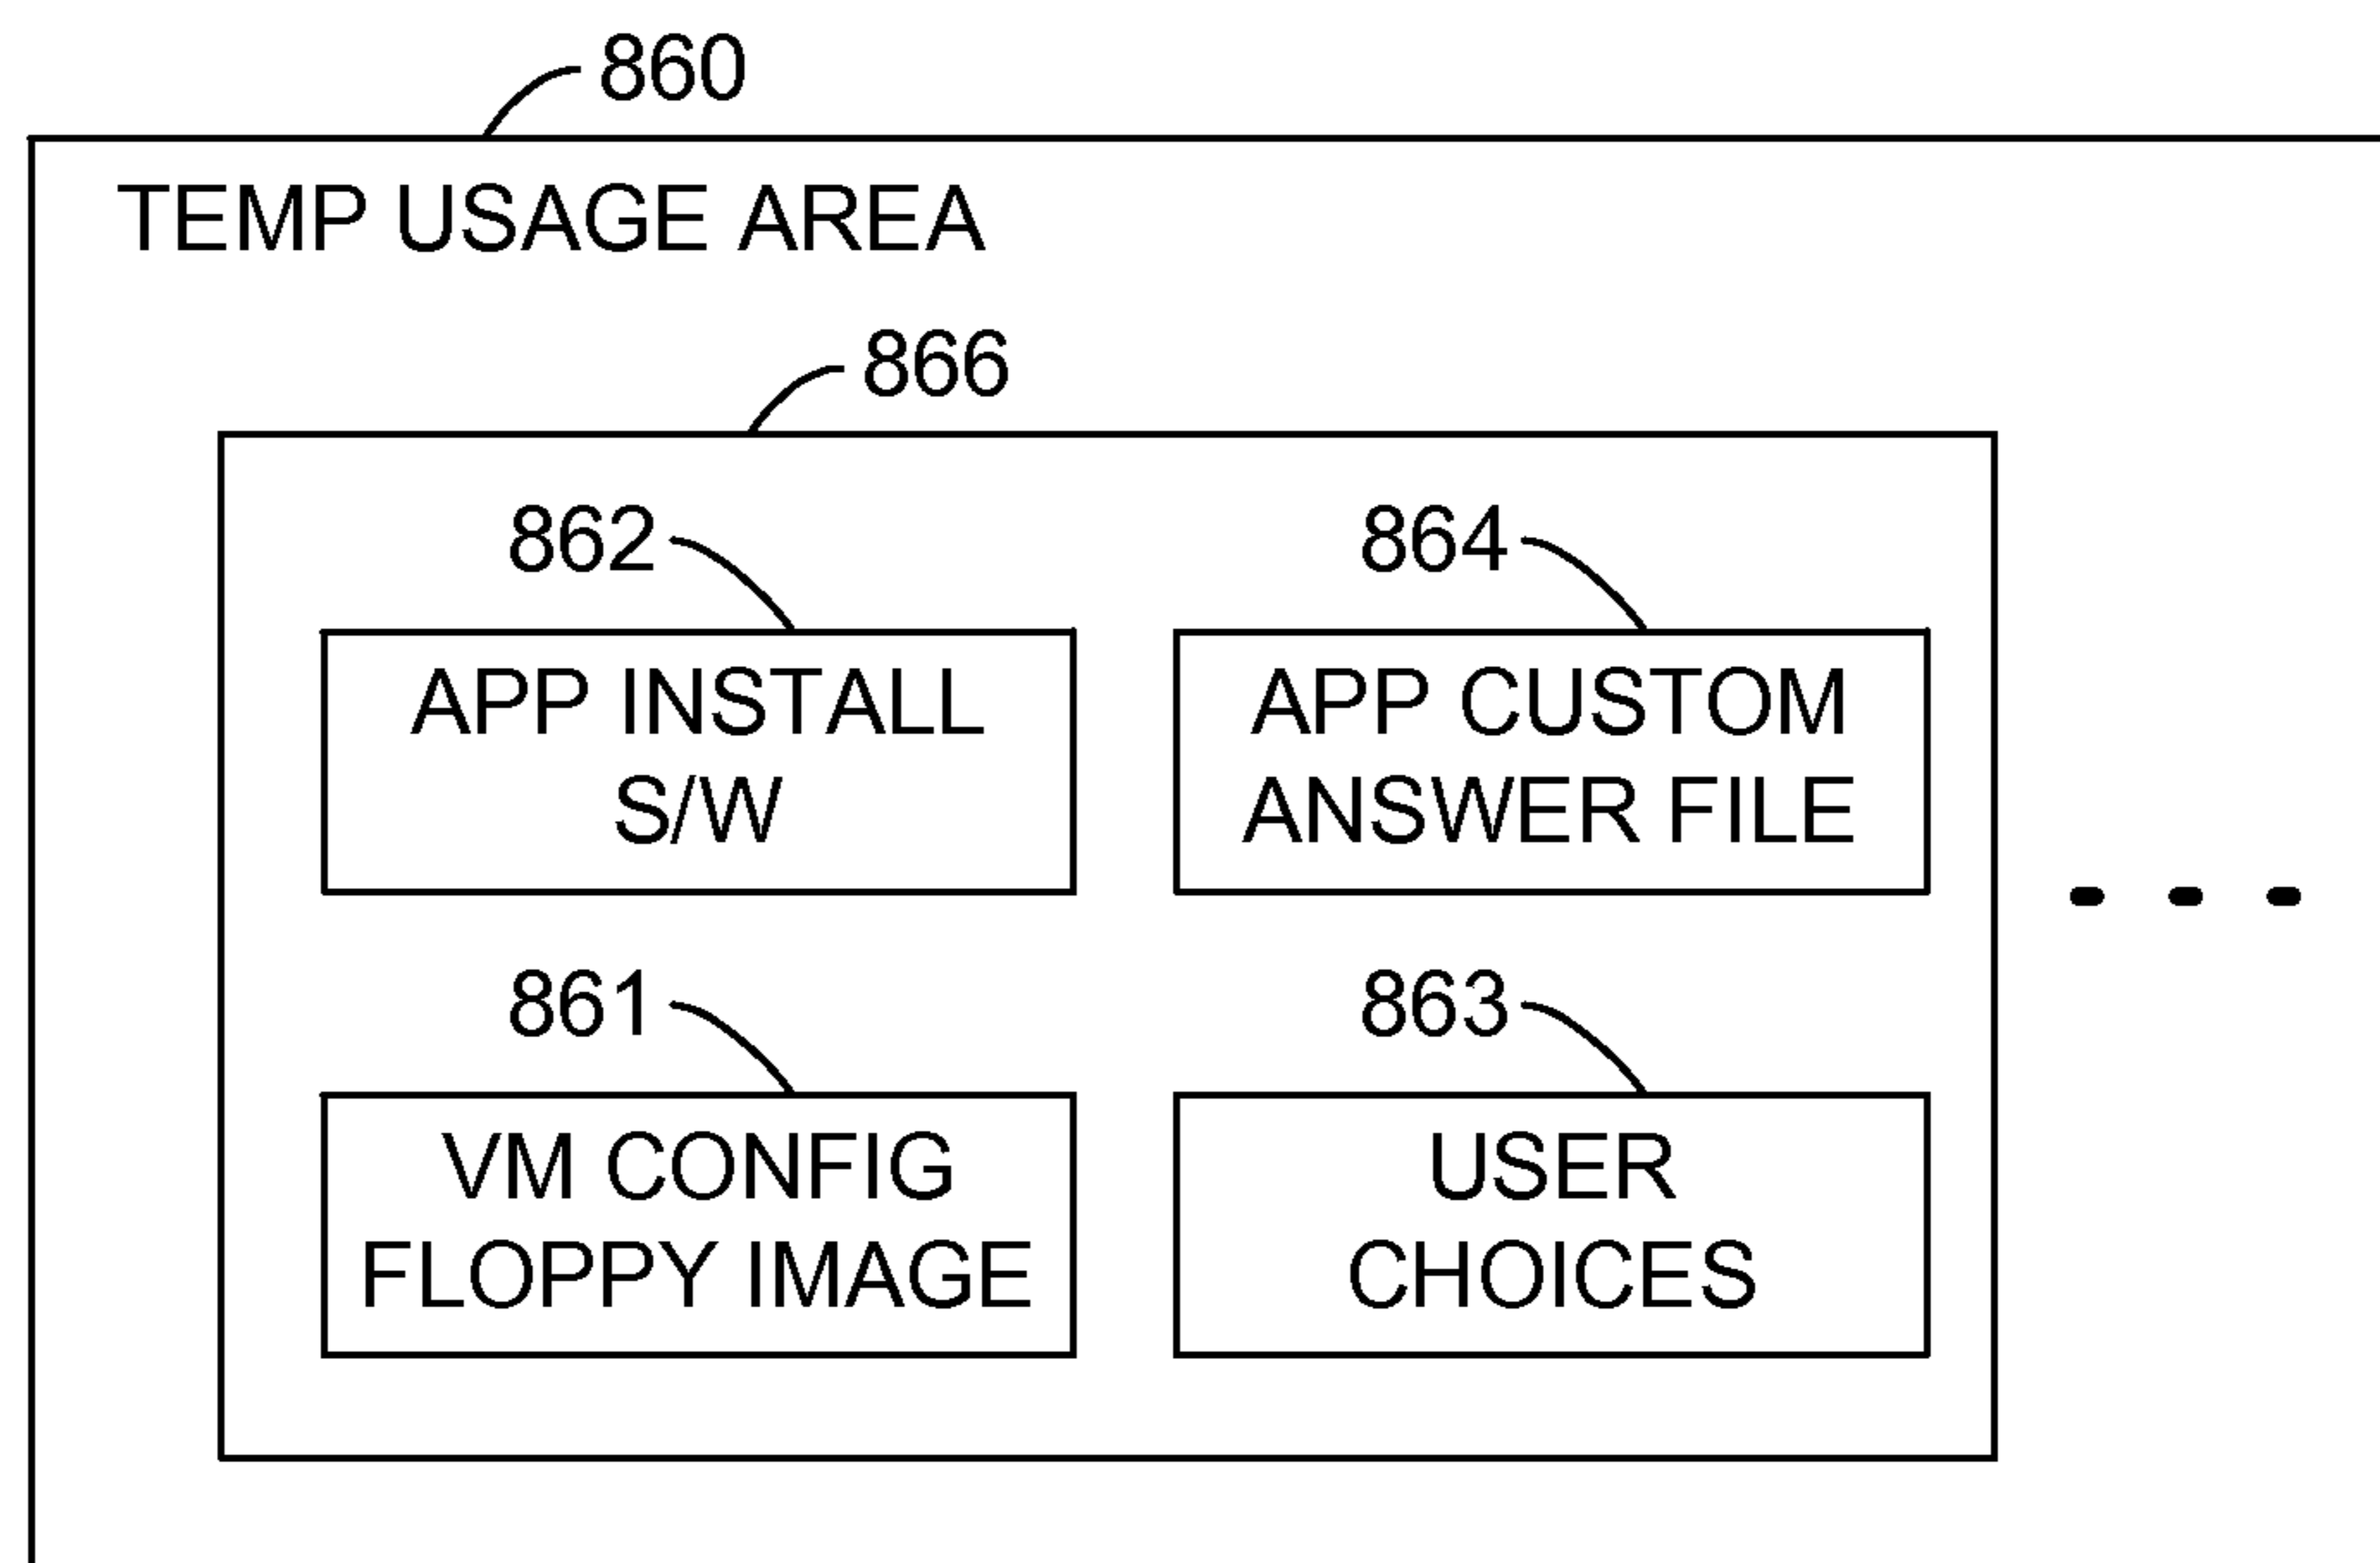 860
TEMP USAGE AREA
866
862
864
APP INSTALL
S/W
APP CUSTOM
ANSWER FILE
861
863
VM CONFIG
FLOPPY IMAGE
USER
CHOICES